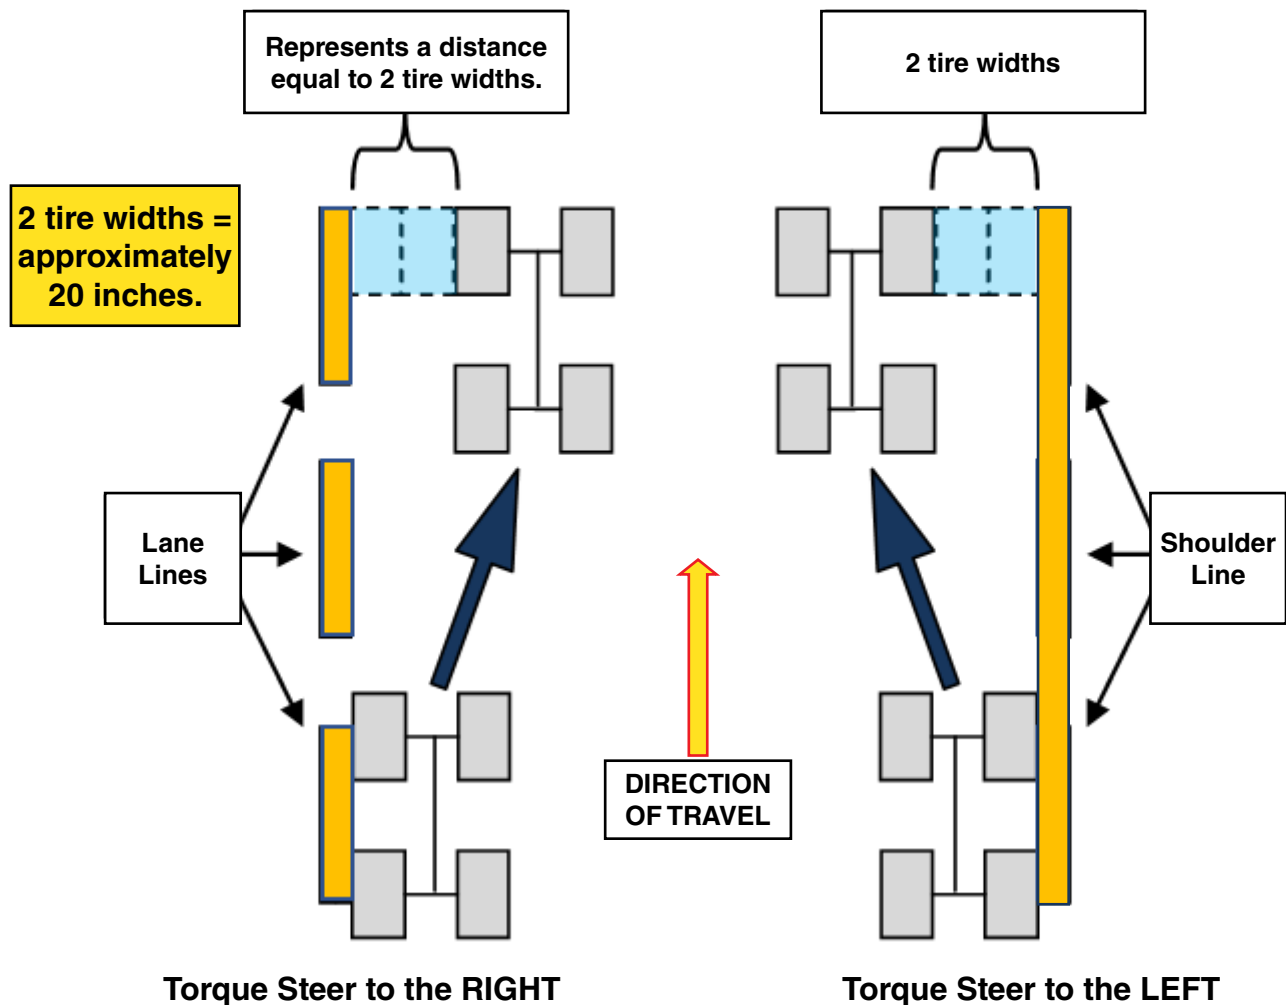 Represents a distance
equal to 2 tire widths.
2 tire widths
2 tire widths =
approximately
20 inches.
Lane
Lines
Shoulder
Line
DIRECTION
OF TRAVEL
Torque Steer to the RIGHT
Torque Steer to the LEFT